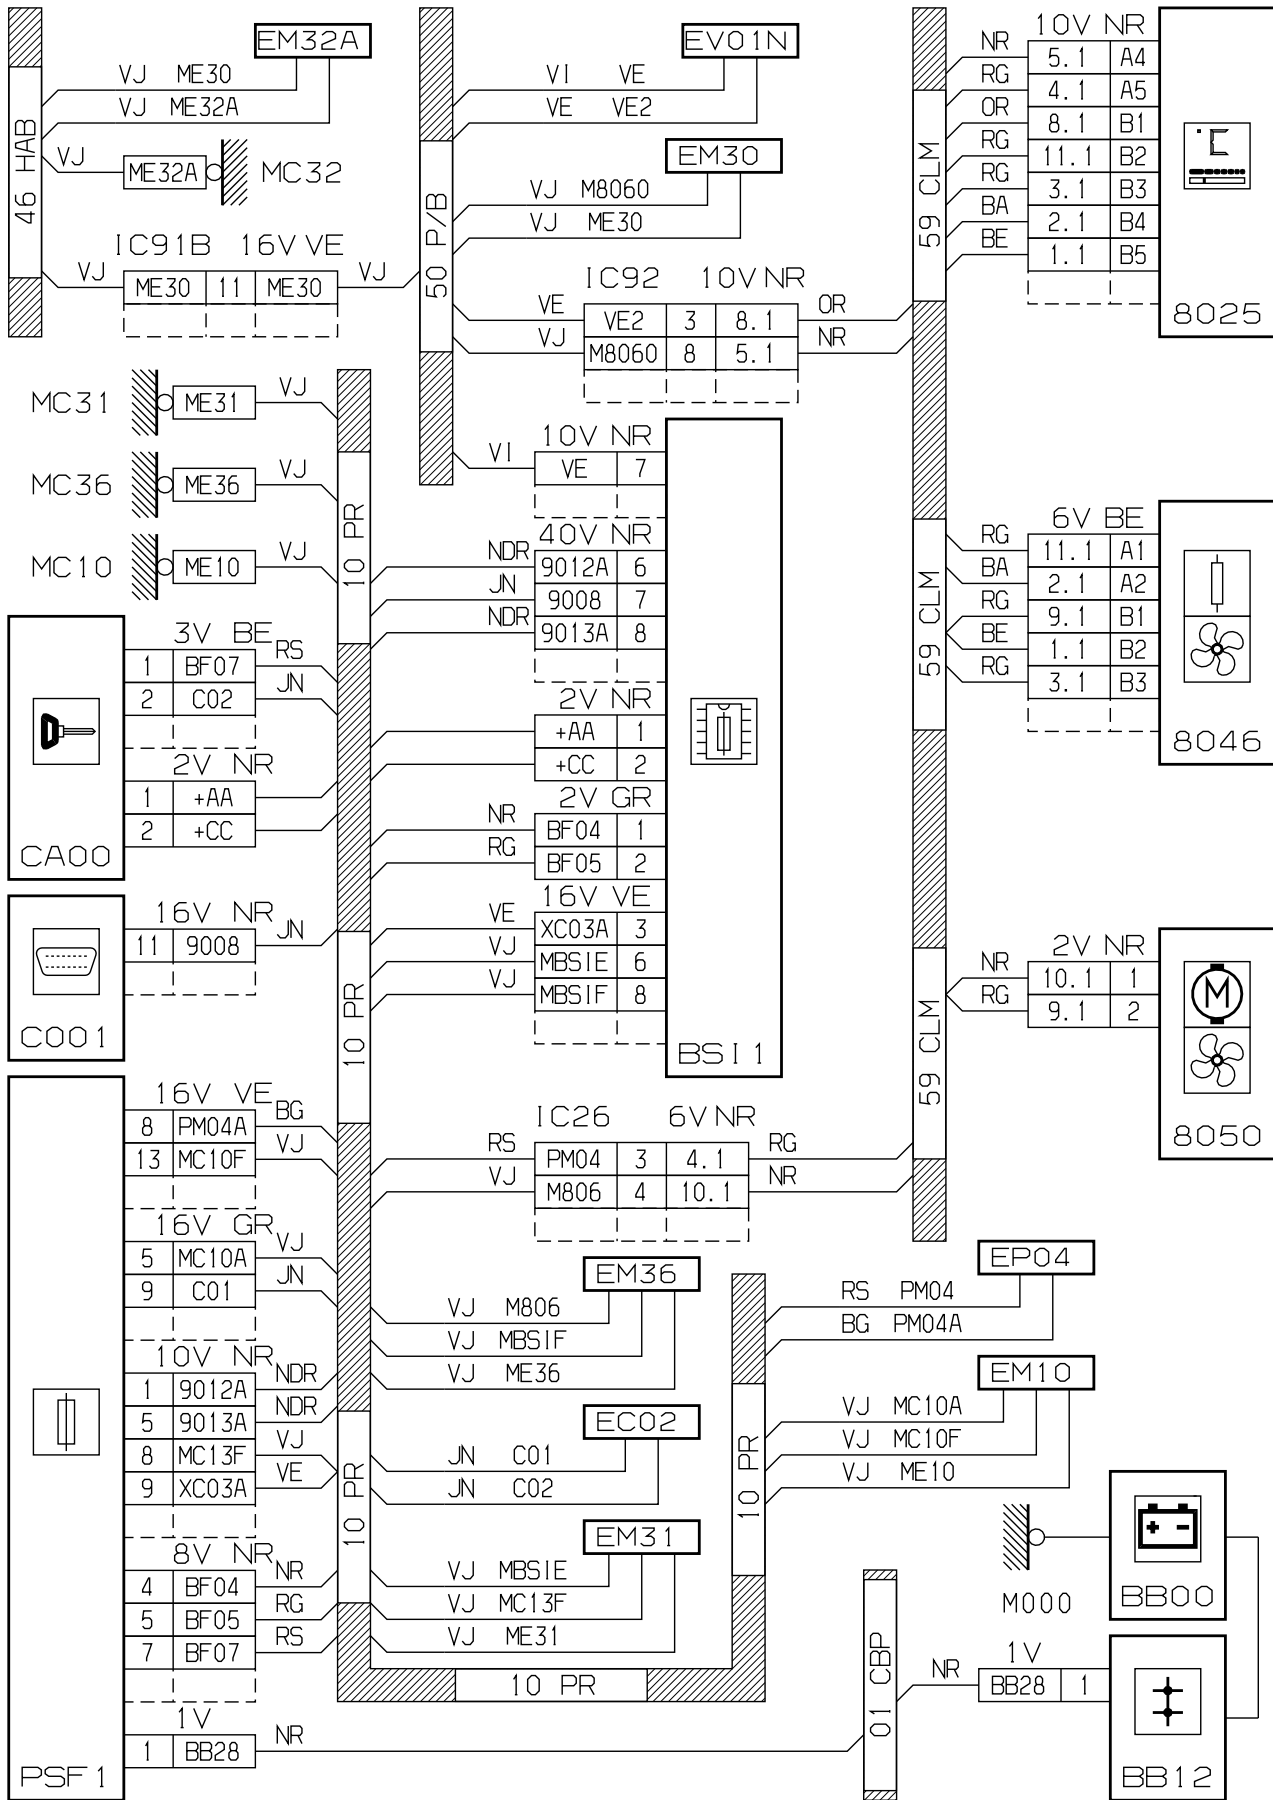 EM32A
VJ ME30
VJ ME32A
46 HAB
VJ ME32A MC32
IC91B 16V VE
VJ ME30 11 ME30 VJ
EV01N
VI VE
VE VE2
EM30
VJ M8060
VJ ME30
50 P/B
IC92 10V NR
VE VE2 3 8.1 OR
VJ M8060 8 5.1 NR
59 CLM
10V NR
NR 5.1 A4
RG 4.1 A5
OR 8.1 B1
RG 11.1 B2
RG 3.1 B3
BA 2.1 B4
BE 1.1 B5
°C
8025
MC31 ME31 VJ
MC36 ME36 VJ
MC10 ME10 VJ
10 PR
10V NR
VI VE 7
40V NR
NDR 9012A 6
JN 9008 7
NDR 9013A 8
2V NR
+AA 1
+CC 2
2V GR
NR BF04 1
RG BF05 2
16V VE
VE XC03A 3
VJ MBSIE 6
VJ MBSIF 8
BSI1
59 CLM
6V BE
RG 11.1 A1
BA 2.1 A2
RG 9.1 B1
BE 1.1 B2
RG 3.1 B3
8046
3V BE
1 BF07 RS
2 C02 JN
2V NR
1 +AA
2 +CC
CA00
16V NR
11 9008 JN
C001
10 PR
59 CLM
2V NR
NR 10.1 1
RG 9.1 2
M
8050
16V VE
8 PM04A BG
13 MC10F VJ
16V GR
5 MC10A VJ
9 C01 JN
10V NR
1 9012A NDR
5 9013A NDR
8 MC13F VJ
9 XC03A VE
8V NR
4 BF04 NR
5 BF05 RG
7 BF07 RS
1V
1 BB28 NR
PSF1
IC26 6V NR
RS PM04 3 4.1 RG
VJ M806 4 10.1 NR
EM36
VJ M806
VJ MBSIF
VJ ME36
EC02
JN C01
JN C02
10 PR
EM31
VJ MBSIE
VJ MC13F
VJ ME31
10 PR
10 PR
EP04
RS PM04
BG PM04A
EM10
VJ MC10A
VJ MC10F
VJ ME10
M000
+ -
BB00
01 CBP
1V
NR BB28 1
BB12